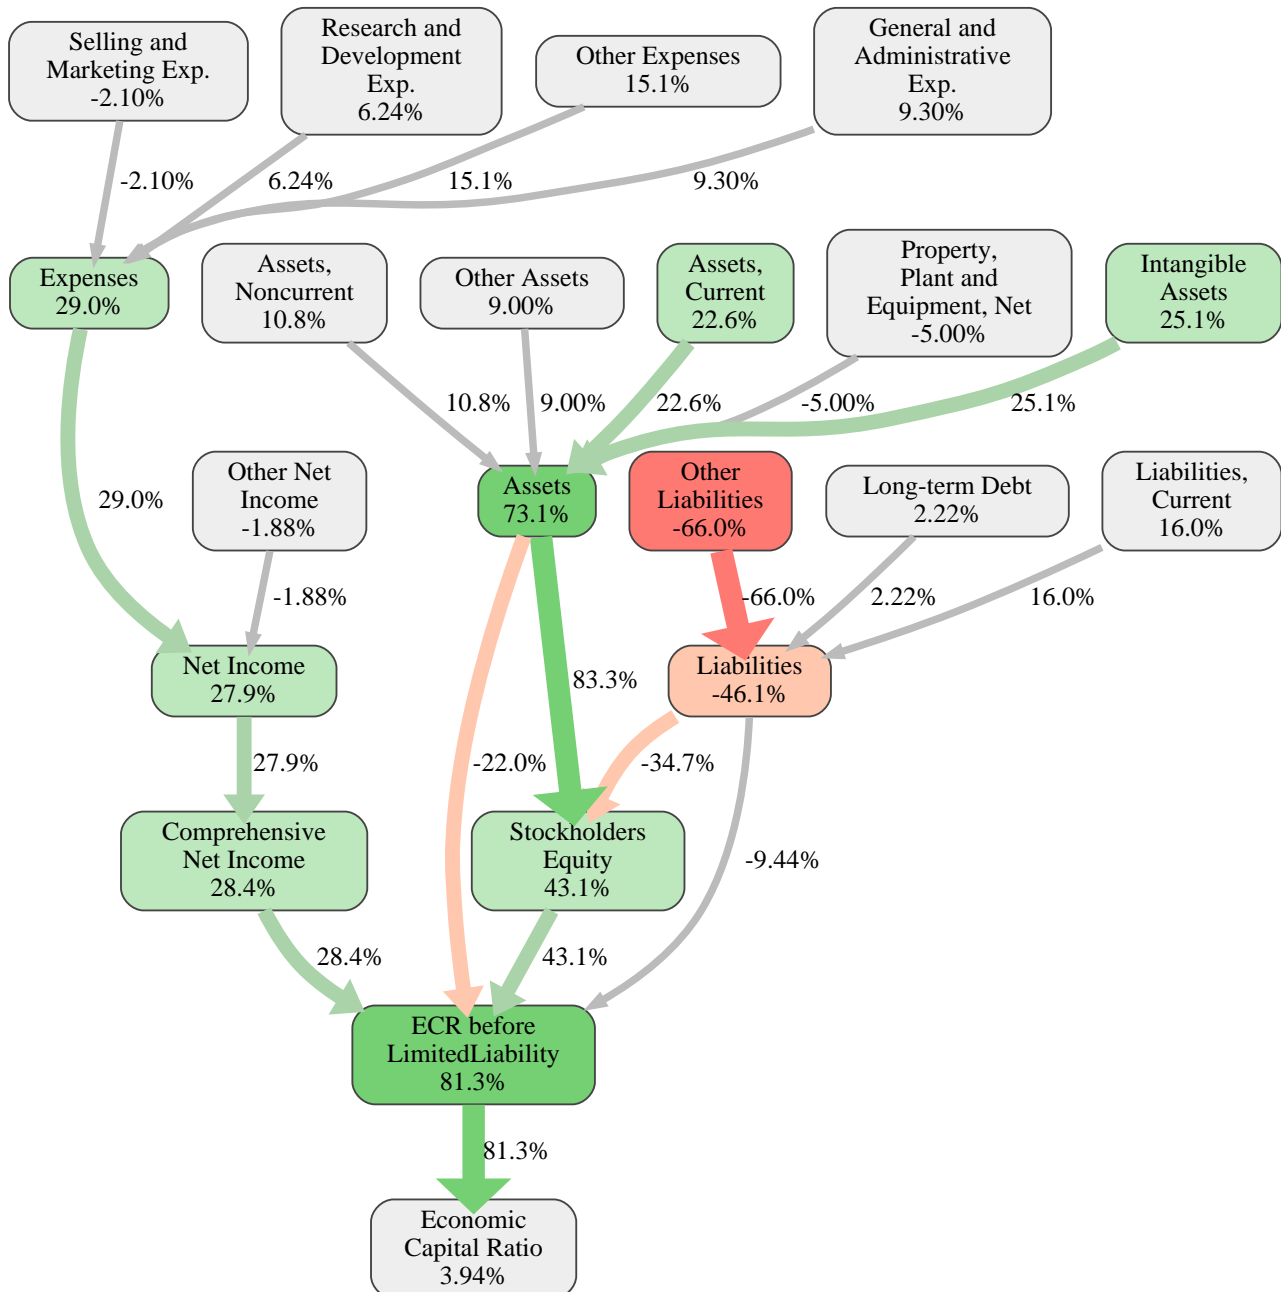 Selling and
Marketing Exp.
-2.10%
Research and
Development
Exp.
6.24%
Other Expenses
15.1%
General and
Administrative
Exp.
9.30%
-2.10%
6.24%
15.1%
9.30%
Expenses
29.0%
Assets,
Noncurrent
10.8%
Other Assets
9.00%
Assets,
Current
22.6%
Property,
Plant and
Equipment, Net
-5.00%
Intangible
Assets
25.1%
10.8%
9.00%
22.6%
-5.00%
25.1%
29.0%
Other Net
Income
-1.88%
Assets
73.1%
Other
Liabilities
-66.0%
Long-term Debt
2.22%
Liabilities,
Current
16.0%
-1.88%
-66.0%
2.22%
16.0%
Net Income
27.9%
83.3%
Liabilities
-46.1%
27.9%
-22.0%
-34.7%
Comprehensive
Net Income
28.4%
Stockholders
Equity
43.1%
-9.44%
28.4%
43.1%
ECR before
LimitedLiability
81.3%
81.3%
Economic
Capital Ratio
3.94%